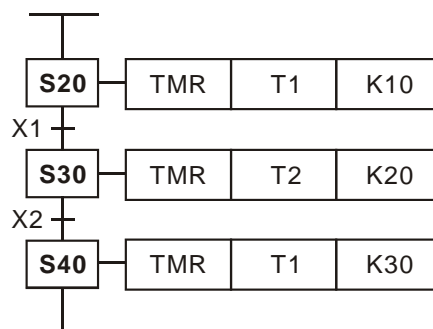 S20 TMR T1 K10
X1
S30 TMR T2 K20
X2
S40 TMR T1 K30